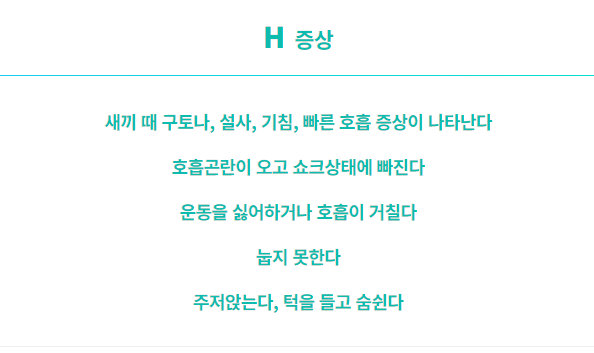 H 증상
새끼 때 구토나, 설사, 기침, 빠른 호흡 증상이 나타난다
호흡곤란이 오고 쇼크상태에 빠진다
운동을 싫어하거나 호흡이 거칠다
눕지 못한다
주저앉는다, 턱을 들고 숨쉰다